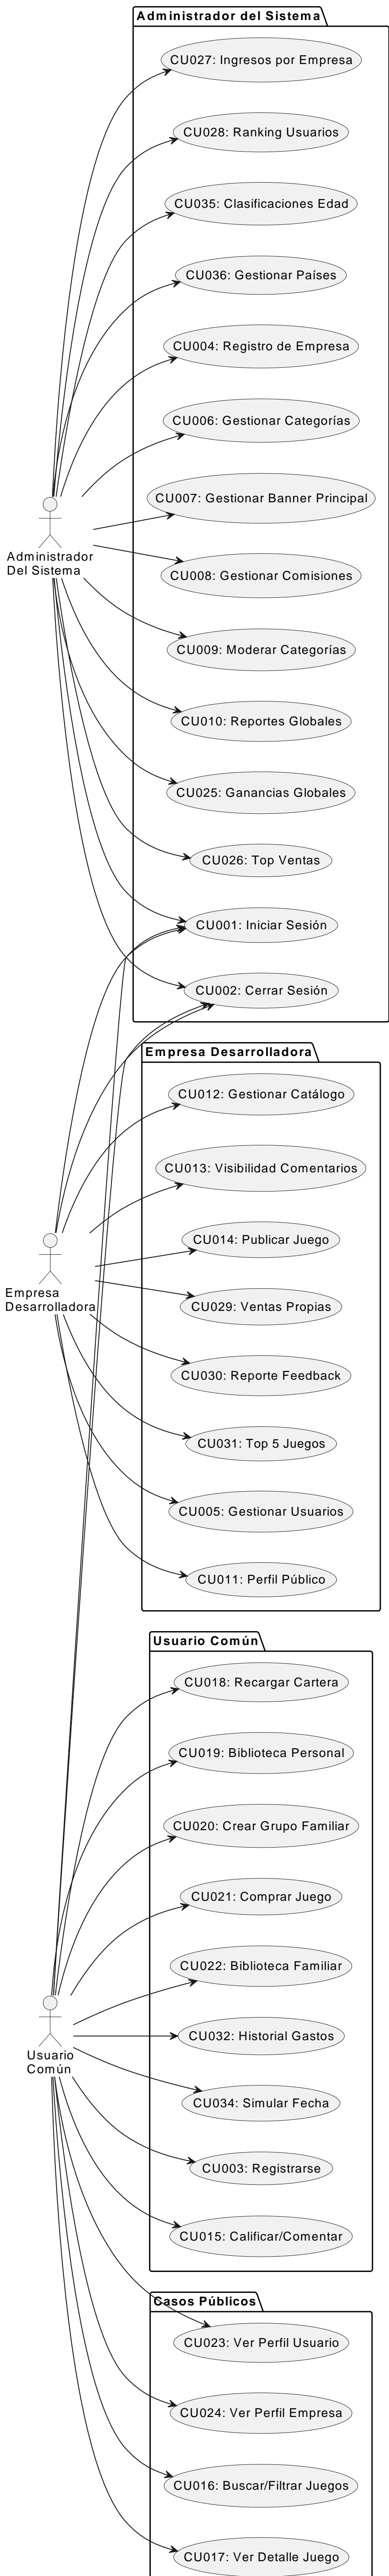 Administrador del Sistema
CU027: Ingresos por Empresa
CU028: Ranking Usuarios
CU035: Clasificaciones Edad
CU036: Gestionar Países
CU004: Registro de Empresa
CU006: Gestionar Categorías
CU007: Gestionar Banner Principal
Administrador
Del Sistema
CU008: Gestionar Comisiones
CU009: Moderar Categorías
CU010: Reportes Globales
CU025: Ganancias Globales
CU026: Top Ventas
CU001: Iniciar Sesión
CU002: Cerrar Sesión
Empresa Desarrolladora
CU012: Gestionar Catálogo
CU013: Visibilidad Comentarios
CU014: Publicar Juego
Empresa
Desarrolladora
CU029: Ventas Propias
CU030: Reporte Feedback
CU031: Top 5 Juegos
CU005: Gestionar Usuarios
CU011: Perfil Público
Usuario Común
CU018: Recargar Cartera
CU019: Biblioteca Personal
CU020: Crear Grupo Familiar
CU021: Comprar Juego
CU022: Biblioteca Familiar
CU032: Historial Gastos
Usuario
Común
CU034: Simular Fecha
CU003: Registrarse
CU015: Calificar/Comentar
Casos Públicos
CU023: Ver Perfil Usuario
CU024: Ver Perfil Empresa
CU016: Buscar/Filtrar Juegos
CU017: Ver Detalle Juego